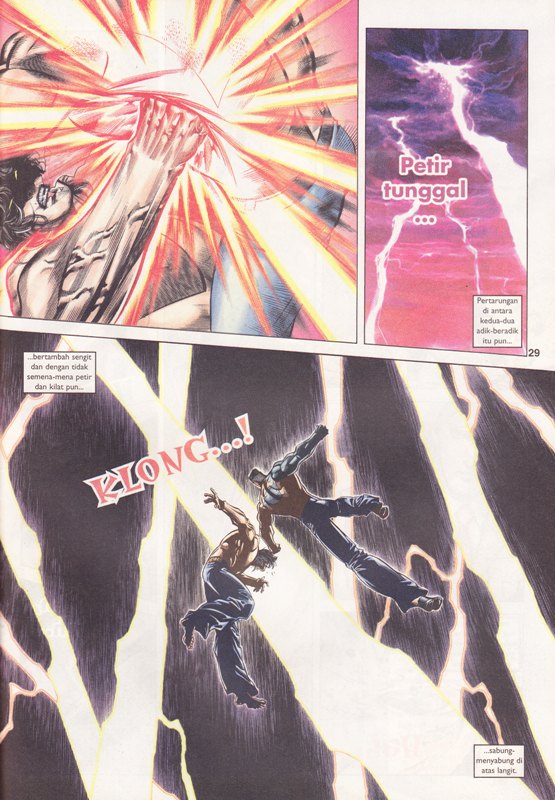 Petir
tunggal
...
Pertarungan
di antara
kedua-dua
adik-beradik
itu pun...
29
...bertambah sengit
dan dengan tidak
semena-mena petir
dan kilat pun...
KLONG...!
...sabung-
menyabung di
atas langit.